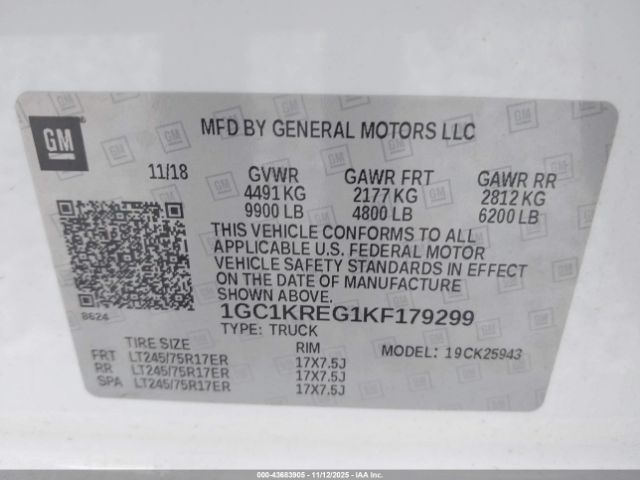 GM
MFD BY GENERAL MOTORS LLC
11/18 GVWR GAWR FRT GAWR RR
4491 KG 2177 KG 2812 KG
9900 LB 4800 LB 6200 LB
THIS VEHICLE CONFORMS TO ALL
APPLICABLE U.S. FEDERAL MOTOR
VEHICLE SAFETY STANDARDS IN EFFECT
ON THE DATE OF MANUFACTURE
SHOWN ABOVE.
8624
1GC1KREG1KF179299
TYPE: TRUCK
TIRE SIZE RIM MODEL: 19CK25943
FRT LT245/75R17ER 17X7.5J
RR LT245/75R17ER 17X7.5J
SPA LT245/75R17ER 17X7.5J
000-43683905 - 11/12/2025 - IAAI.CA